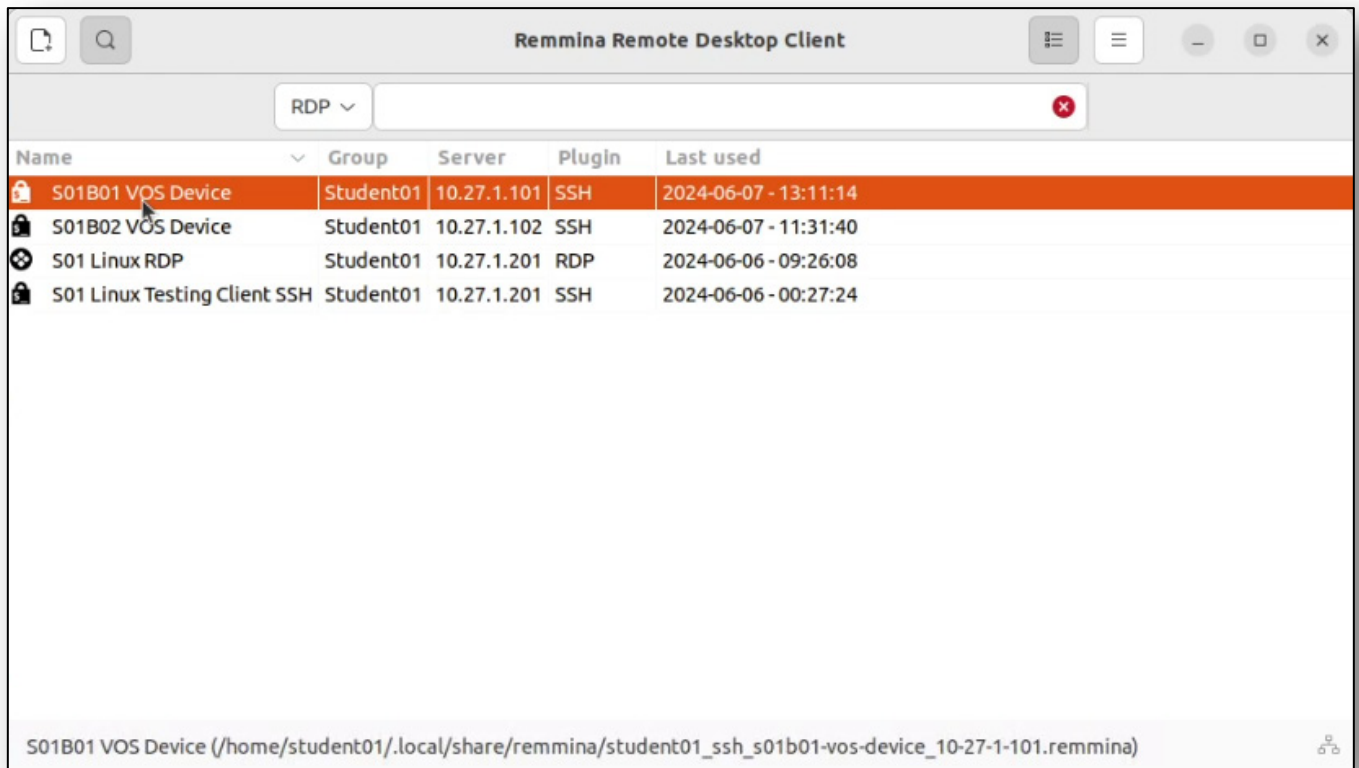 Remmina Remote Desktop Client
RDP
Name Group Server Plugin Last used
S01B01 VOS Device Student01 10.27.1.101 SSH 2024-06-07 - 13:11:14
S01B02 VOS Device Student01 10.27.1.102 SSH 2024-06-07 - 11:31:40
S01 Linux RDP Student01 10.27.1.201 RDP 2024-06-06 - 09:26:08
S01 Linux Testing Client SSH Student01 10.27.1.201 SSH 2024-06-06 - 00:27:24
S01B01 VOS Device (/home/student01/.local/share/remmina/student01_ssh_s01b01-vos-device_10-27-1-101.remmina)